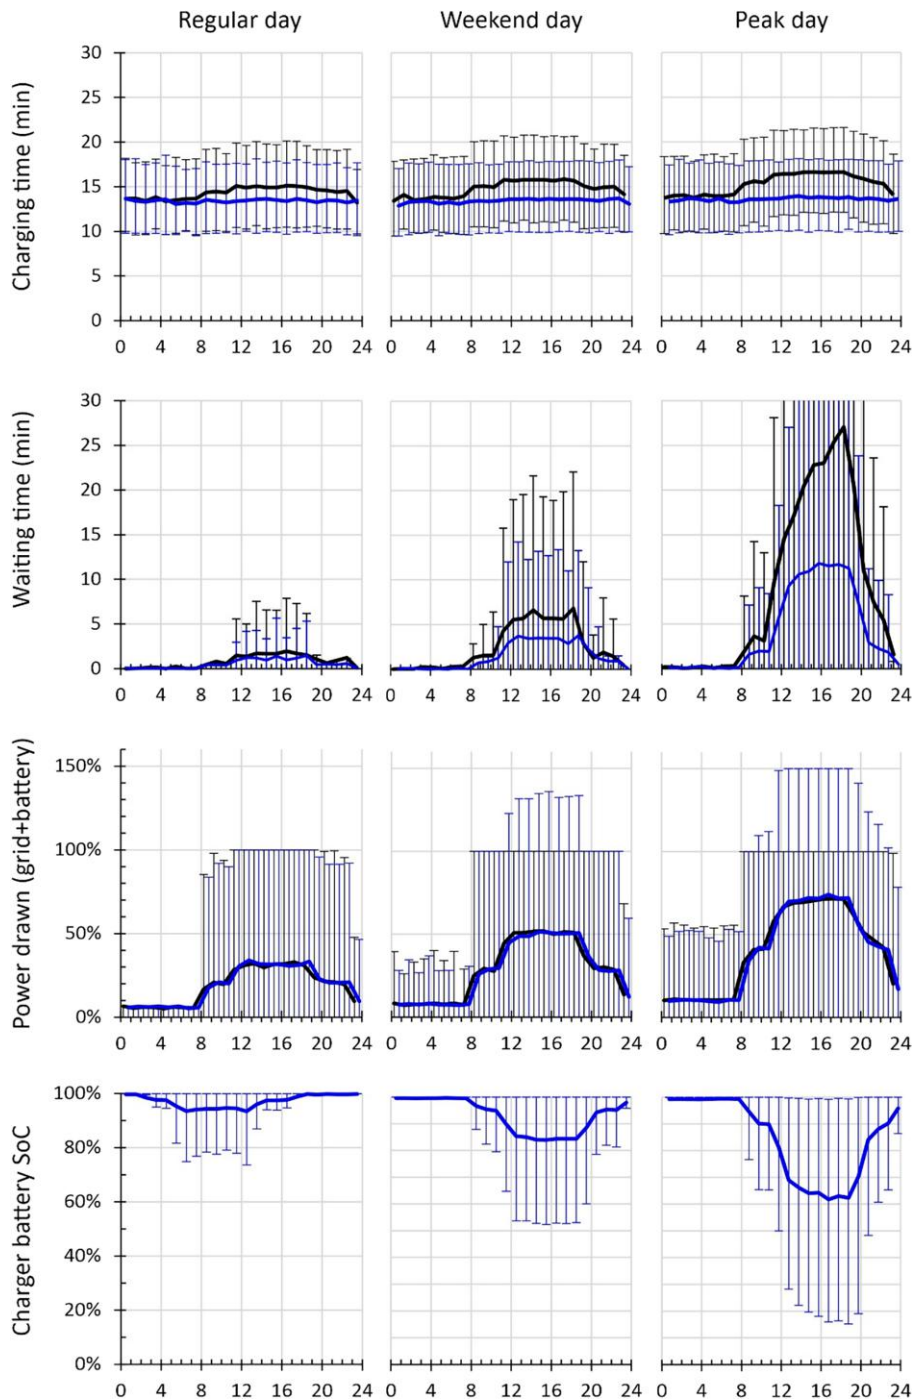 Regular day Weekend day Peak day
Charging time (min)
30
25
20
15
10
5
0
0 4 8 12 16 20 24 0 4 8 12 16 20 24 0 4 8 12 16 20 24
Waiting time (min)
30
25
20
15
10
5
0
0 4 8 12 16 20 24 0 4 8 12 16 20 24 0 4 8 12 16 20 24
Power drawn (grid+battery)
150%
100%
50%
0%
0 4 8 12 16 20 24 0 4 8 12 16 20 24 0 4 8 12 16 20 24
Charger battery SoC
100%
80%
60%
40%
20%
0%
0 4 8 12 16 20 24 0 4 8 12 16 20 24 0 4 8 12 16 20 24